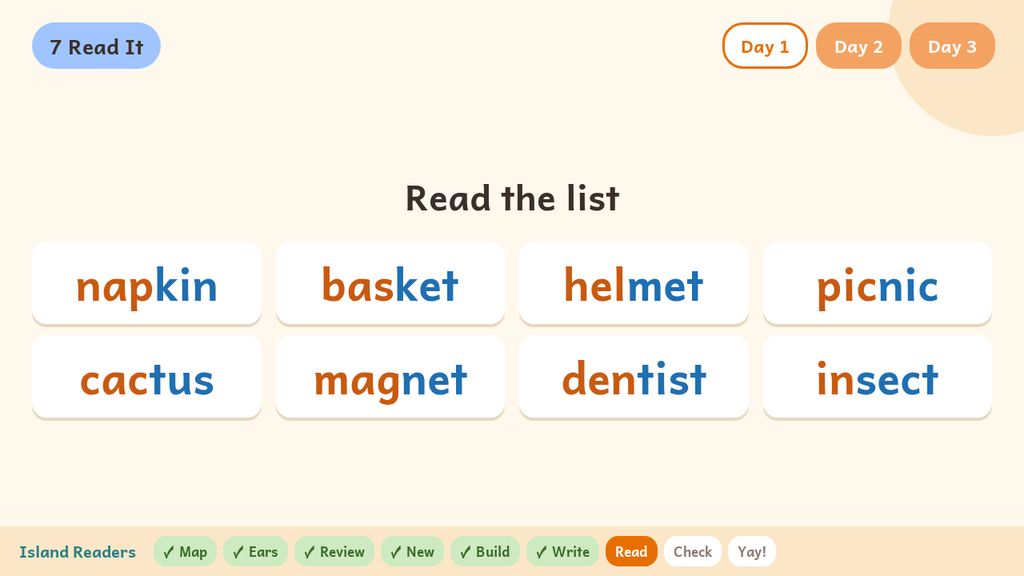 7 Read It
Day 1 Day 2 Day 3
Read the list
napkin basket helmet picnic
cactus magnet dentist insect
Island Readers ✓ Map ✓ Ears ✓ Review ✓ New ✓ Build ✓ Write Read Check Yay!